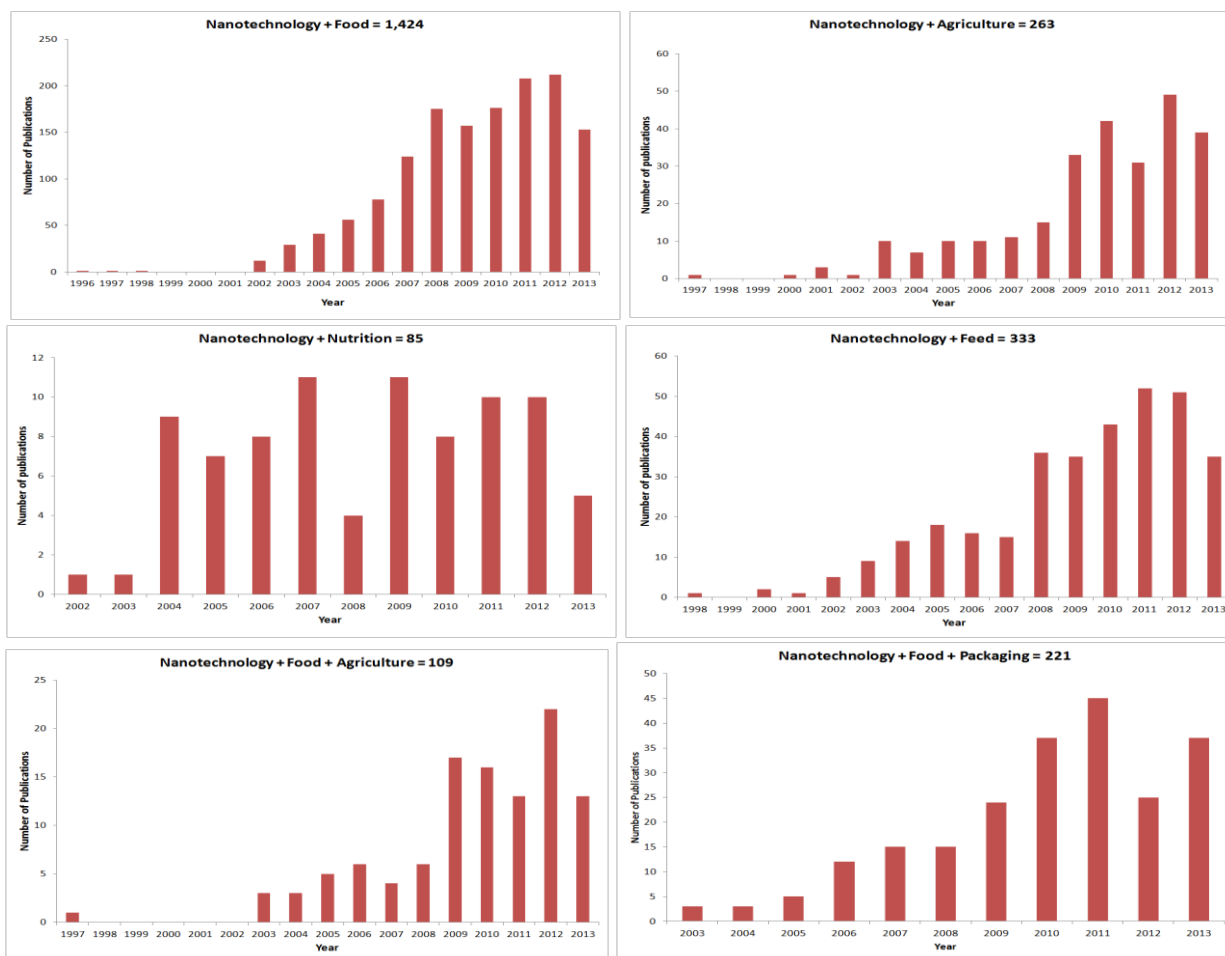 Nanotechnology + Food = 1,424
Number of Publications
250
200
150
100
50
0
1996 1997 1998 1999 2000 2001 2002 2003 2004 2005 2006 2007 2008 2009 2010 2011 2012 2013
Year
Nanotechnology + Agriculture = 263
Number of publications
60
50
40
30
20
10
0
1997 1998 1999 2000 2001 2002 2003 2004 2005 2006 2007 2008 2009 2010 2011 2012 2013
Year
Nanotechnology + Nutrition = 85
Number of publications
12
10
8
6
4
2
0
2002 2003 2004 2005 2006 2007 2008 2009 2010 2011 2012 2013
Year
Nanotechnology + Feed = 333
Number of publications
60
50
40
30
20
10
0
1998 1999 2000 2001 2002 2003 2004 2005 2006 2007 2008 2009 2010 2011 2012 2013
Year
Nanotechnology + Food + Agriculture = 109
Number of Publications
25
20
15
10
5
0
1997 1998 1999 2000 2001 2002 2003 2004 2005 2006 2007 2008 2009 2010 2011 2012 2013
Year
Nanotechnology + Food + Packaging = 221
Number of Publications
50
45
40
35
30
25
20
15
10
5
0
2003 2004 2005 2006 2007 2008 2009 2010 2011 2012 2013
Year